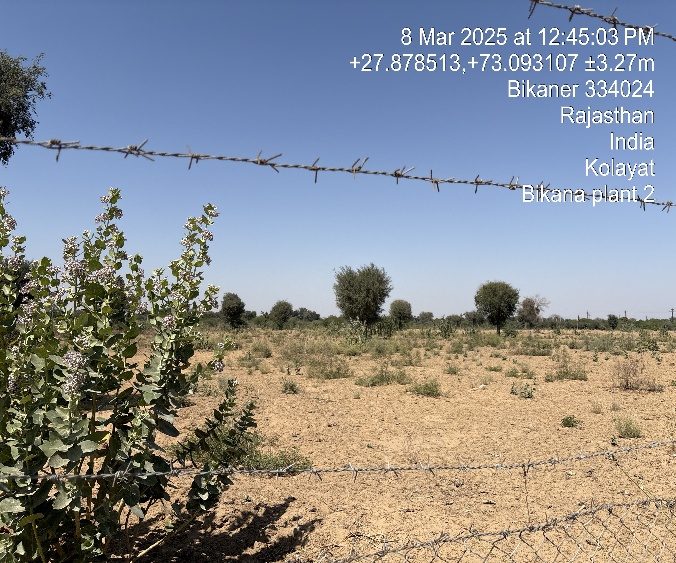 8 Mar 2025 at 12:45:03 PM
+27.878513,+73.093107 ±3.27m
Bikaner 334024
Rajasthan
India
Kolayat
Bikana plant 2